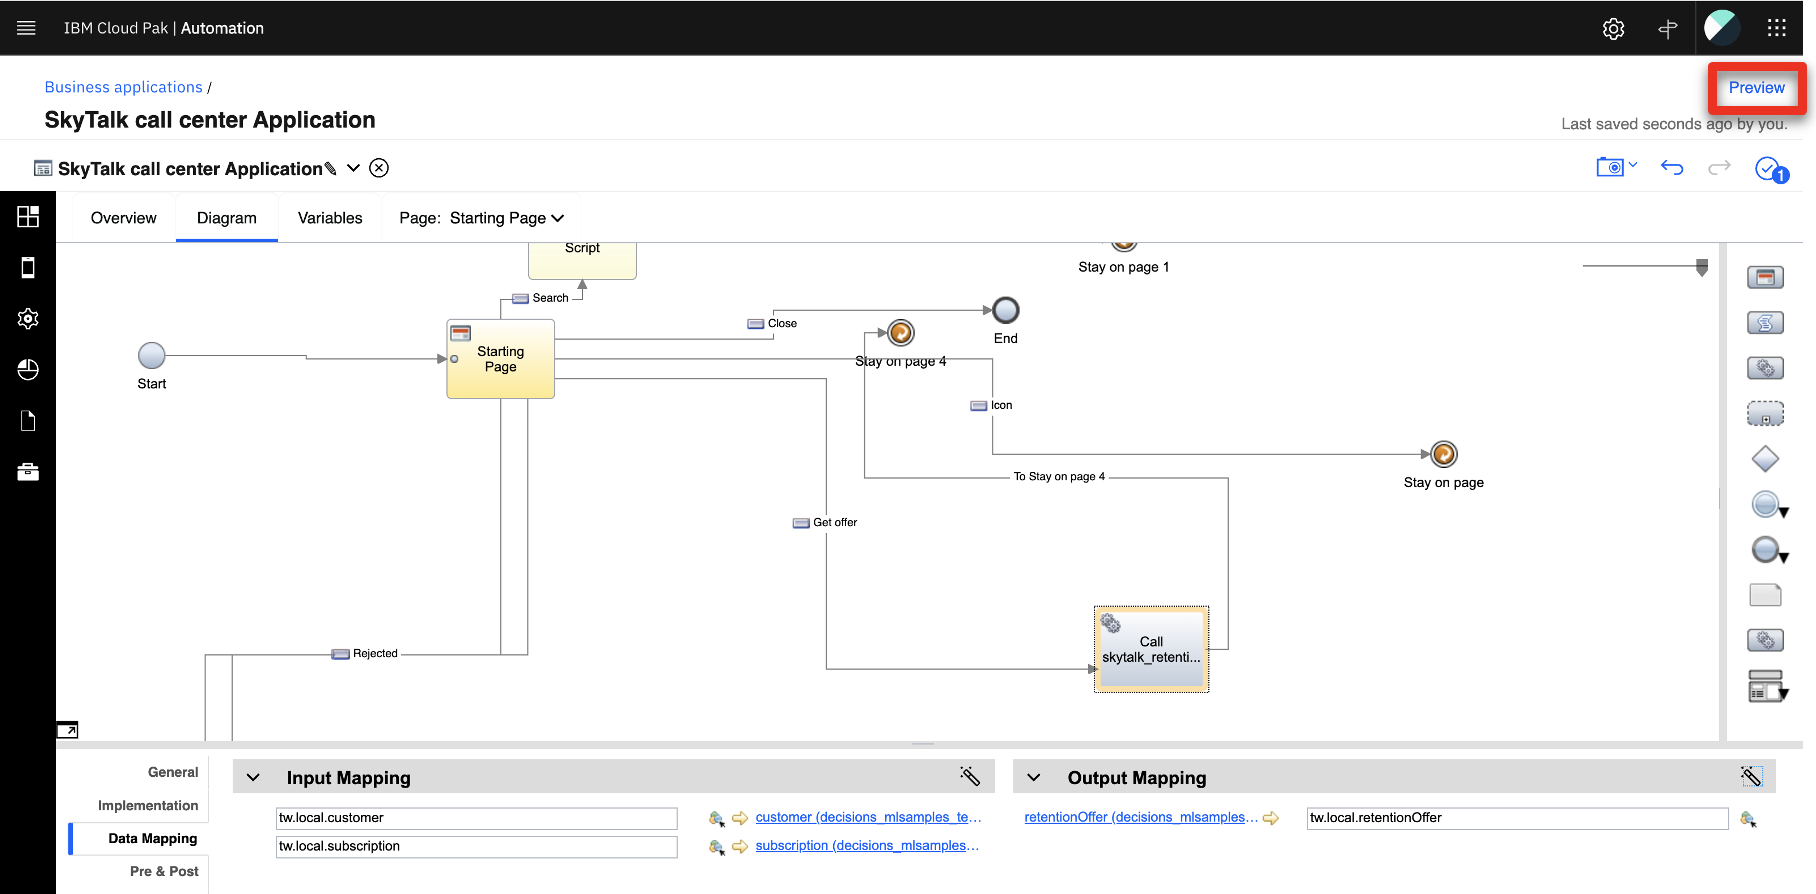 IBM Cloud Pak | Automation
Business applications /
Preview
SkyTalk call center Application
Last saved seconds ago by you.
SkyTalk call center Application
1
Overview
Diagram
Variables
Page: Starting Page
Script
Stay on page 1
Search
Close
Starting
Page
End
Stay on page 4
Start
Icon
To Stay on page 4
Stay on page
Get offer
Call
skytalk_retenti...
Rejected
General
Input Mapping
Output Mapping
Implementation
tw.local.customer
customer (decisions_mlsamples_te...
retentionOffer (decisions_mlsamples...
tw.local.retentionOffer
Data Mapping
tw.local.subscription
subscription (decisions_mlsamples...
Pre & Post